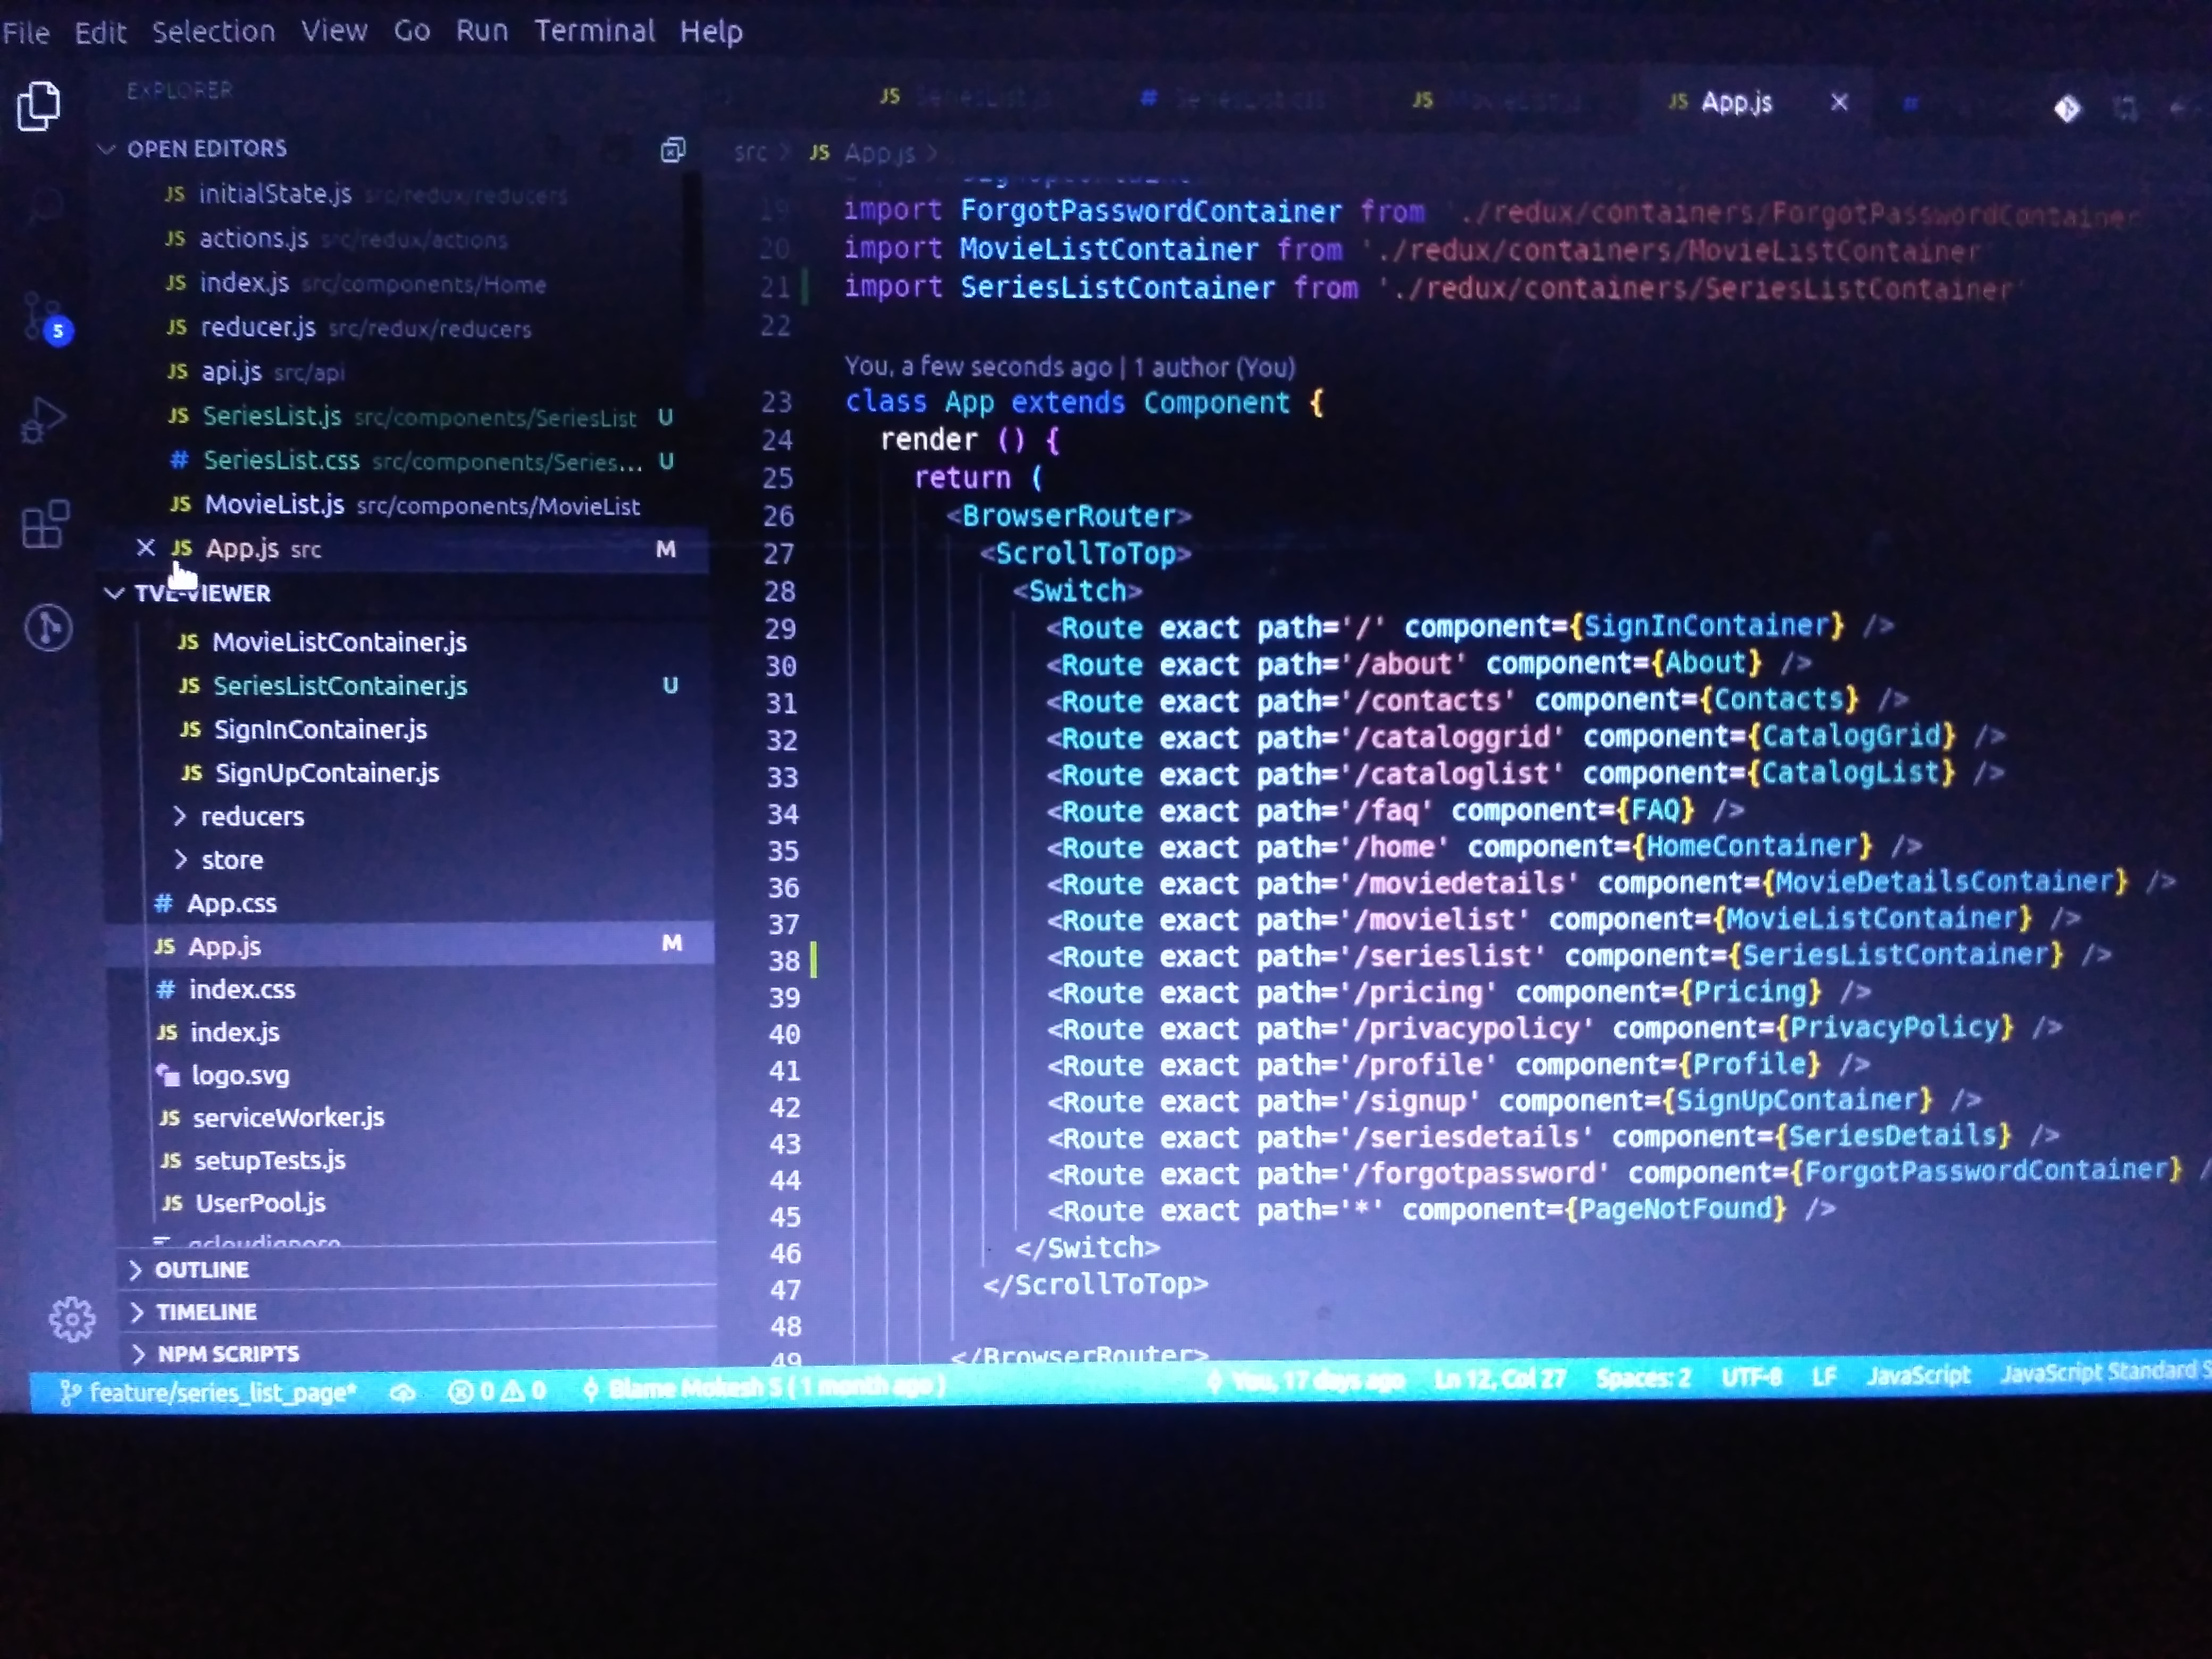 File Edit Selection View Go Run Terminal Help
EXPLORER
OPEN EDITORS
JS initialState.js src/redux/reducers
JS actions.js src/redux/actions
JS index.js src/components/Home
JS reducer.js src/redux/reducers
JS api.js src/api
JS SeriesList.js src/components/SeriesList U
# SeriesList.css src/components/Series... U
JS MovieList.js src/components/MovieList
JS App.js src M
TVE-VIEWER
JS MovieListContainer.js
JS SeriesListContainer.js U
JS SignInContainer.js
JS SignUpContainer.js
reducers
store
# App.css
JS App.js M
# index.css
JS index.js
logo.svg
JS serviceWorker.js
JS setupTests.js
JS UserPool.js
OUTLINE
TIMELINE
NPM SCRIPTS
5
JS SeriesList.js # SeriesList.css JS MovieList.js JS App.js
src > JS App.js >
19 import ForgotPasswordContainer from './redux/containers/ForgotPasswordContainer
20 import MovieListContainer from './redux/containers/MovieListContainer'
21 import SeriesListContainer from './redux/containers/SeriesListContainer'
22
You, a few seconds ago | 1 author (You)
23 class App extends Component {
24 render () {
25 return (
26 <BrowserRouter>
27 <ScrollToTop>
28 <Switch>
29 <Route exact path='/' component={SignInContainer} />
30 <Route exact path='/about' component={About} />
31 <Route exact path='/contacts' component={Contacts} />
32 <Route exact path='/cataloggrid' component={CatalogGrid} />
33 <Route exact path='/cataloglist' component={CatalogList} />
34 <Route exact path='/faq' component={FAQ} />
35 <Route exact path='/home' component={HomeContainer} />
36 <Route exact path='/moviedetails' component={MovieDetailsContainer} />
37 <Route exact path='/movielist' component={MovieListContainer} />
38 <Route exact path='/serieslist' component={SeriesListContainer} />
39 <Route exact path='/pricing' component={Pricing} />
40 <Route exact path='/privacypolicy' component={PrivacyPolicy} />
41 <Route exact path='/profile' component={Profile} />
42 <Route exact path='/signup' component={SignUpContainer} />
43 <Route exact path='/seriesdetails' component={SeriesDetails} />
44 <Route exact path='/forgotpassword' component={ForgotPasswordContainer} /
45 <Route exact path='*' component={PageNotFound} />
46 </Switch>
47 </ScrollToTop>
48
49 </BrowserRouter>
feature/series_list_page* 0 0 Blame Mokesh S ( 1 month ago ) You, 17 days ago Ln 12, Col 27 Spaces: 2 UTF-8 LF JavaScript JavaScript Standard S